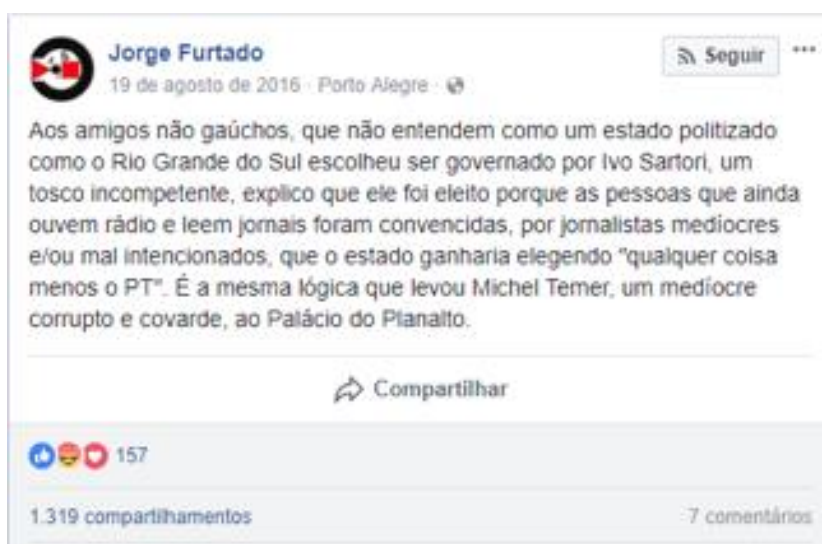 Jorge Furtado
Seguir
19 de agosto de 2016 · Porto Alegre ·
Aos amigos não gaúchos, que não entendem como um estado politizado
como o Rio Grande do Sul escolheu ser governado por Ivo Sartori, um
tosco incompetente, explico que ele foi eleito porque as pessoas que ainda
ouvem rádio e leem jornais foram convencidas, por jornalistas medíocres
e/ou mal intencionados, que o estado ganharia elegendo "qualquer coisa
menos o PT". É a mesma lógica que levou Michel Temer, um medíocre
corrupto e covarde, ao Palácio do Planalto.
Compartilhar
157
1.319 compartilhamentos
7 comentários